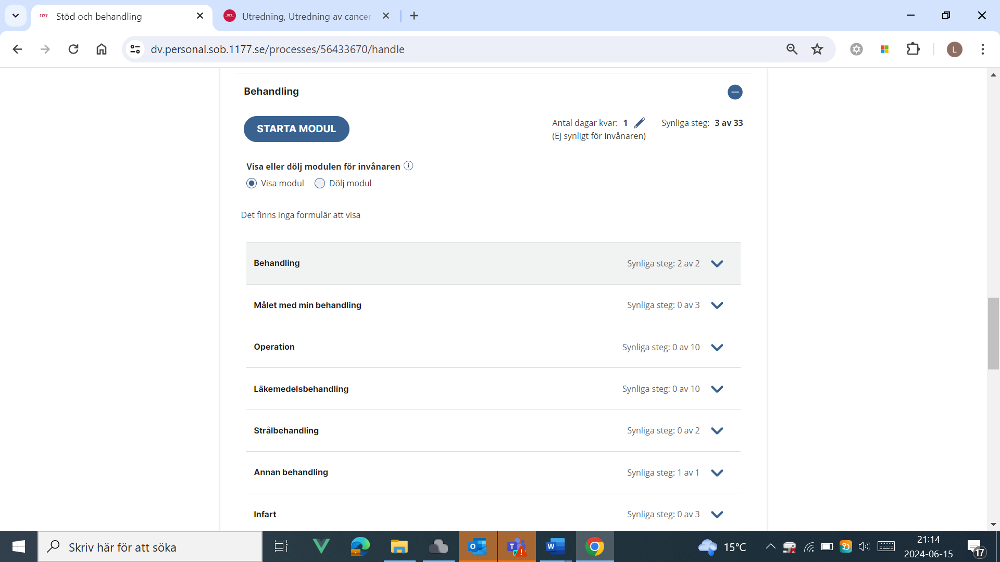 1177 Stöd och behandling
1177 Utredning, Utredning av cancer
dv.personal.sob.1177.se/processes/56433670/handle
L
Behandling
STARTA MODUL
Antal dagar kvar: 1
Synliga steg: 3 av 33
(Ej synligt för invånaren)
Visa eller dölj modulen för invånaren i
Visa modul
Dölj modul
Det finns inga formulär att visa
Behandling
Synliga steg: 2 av 2
Målet med min behandling
Synliga steg: 0 av 3
Operation
Synliga steg: 0 av 10
Läkemedelsbehandling
Synliga steg: 0 av 10
Strålbehandling
Synliga steg: 0 av 2
Annan behandling
Synliga steg: 1 av 1
Infart
Synliga steg: 0 av 3
Skriv här för att söka
15°C
21:14
2024-06-15
17